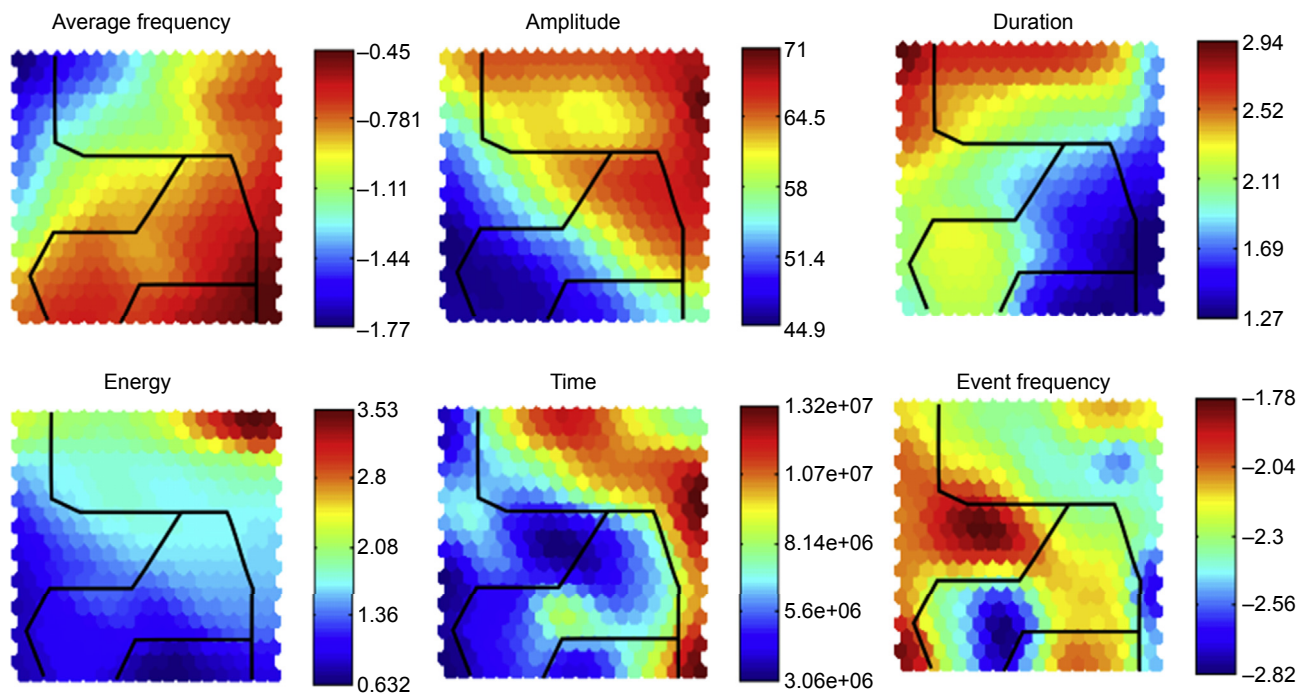 Average frequency
Amplitude
Duration
–0.45
–0.781
–1.11
–1.44
–1.77
71
64.5
58
51.4
44.9
2.94
2.52
2.11
1.69
1.27
Energy
Time
Event frequency
3.53
2.8
2.08
1.36
0.632
1.32e+07
1.07e+07
8.14e+06
5.6e+06
3.06e+06
–1.78
–2.04
–2.3
–2.56
–2.82